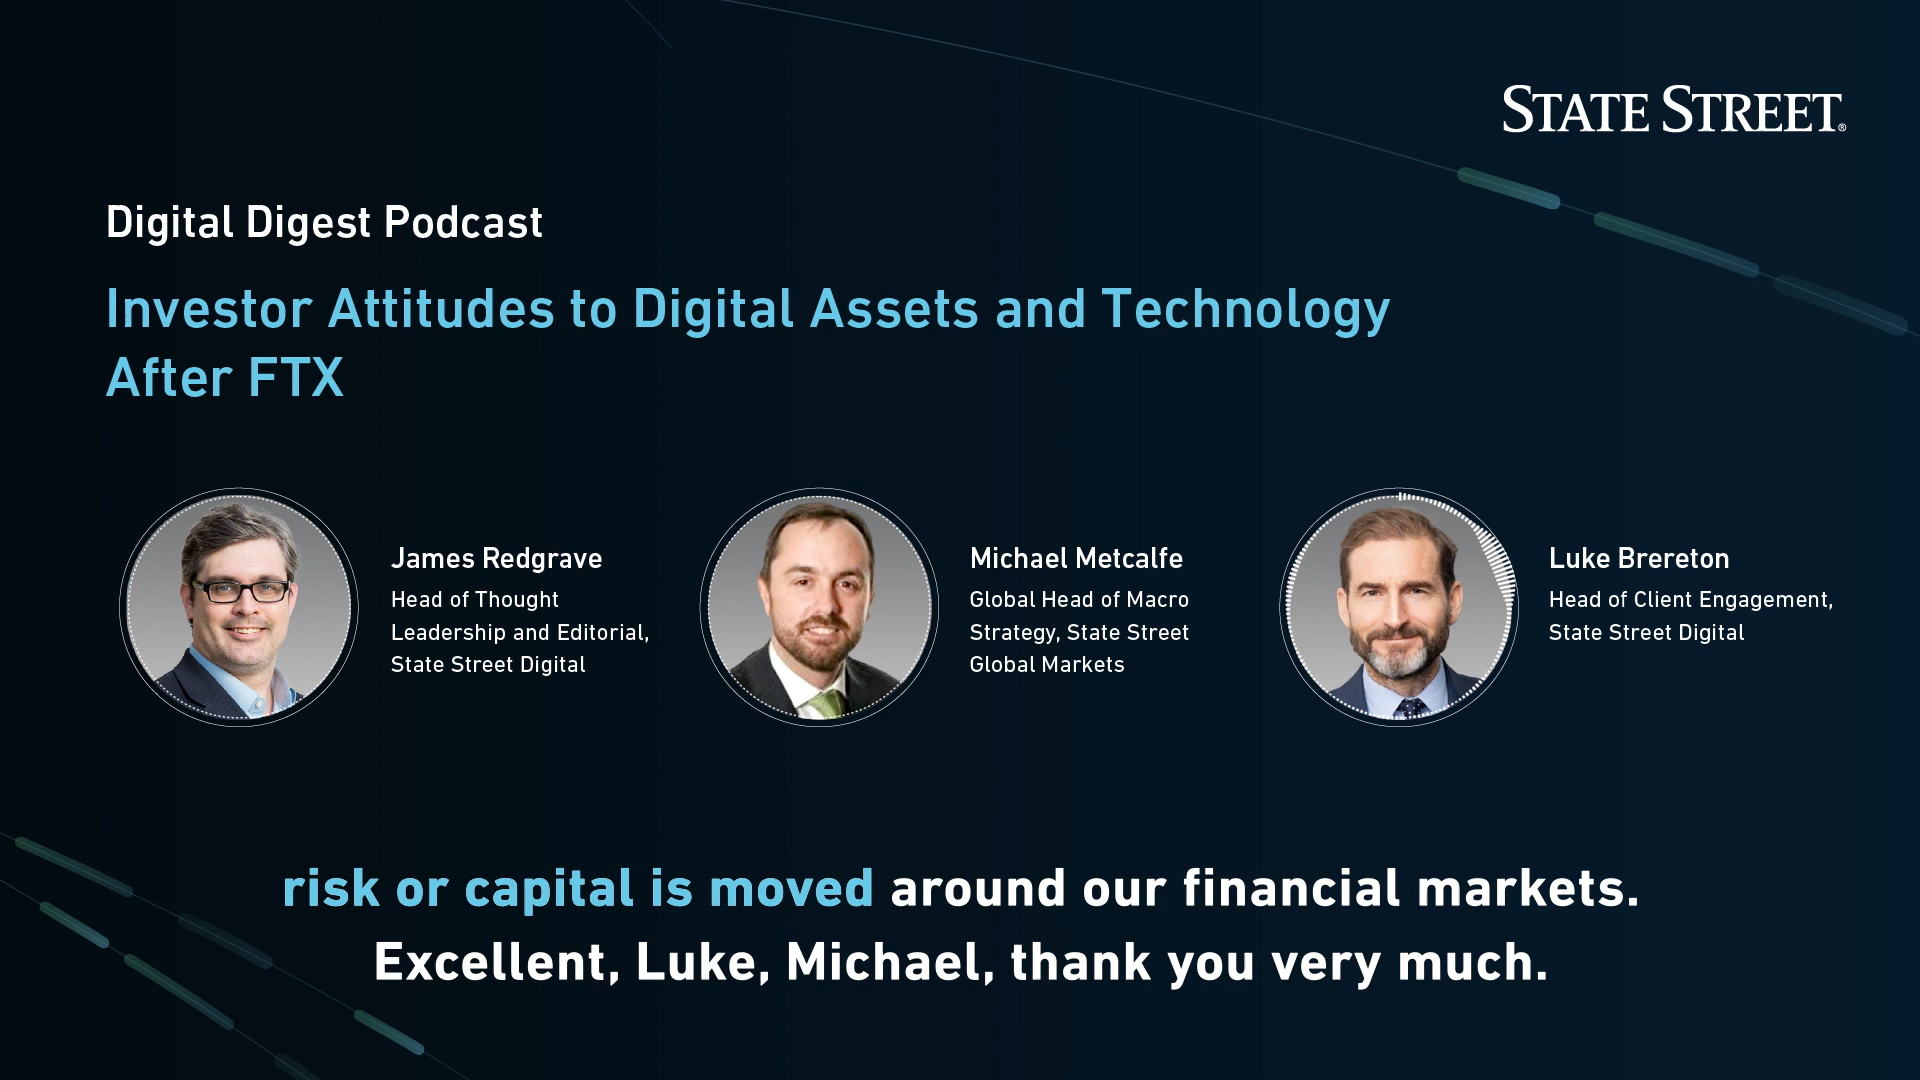 STATE STREET®
Digital Digest Podcast
Investor Attitudes to Digital Assets and Technology
After FTX
James Redgrave
Head of Thought
Leadership and Editorial,
State Street Digital
Michael Metcalfe
Global Head of Macro
Strategy, State Street
Global Markets
Luke Brereton
Head of Client Engagement,
State Street Digital
risk or capital is moved around our financial markets.
Excellent, Luke, Michael, thank you very much.